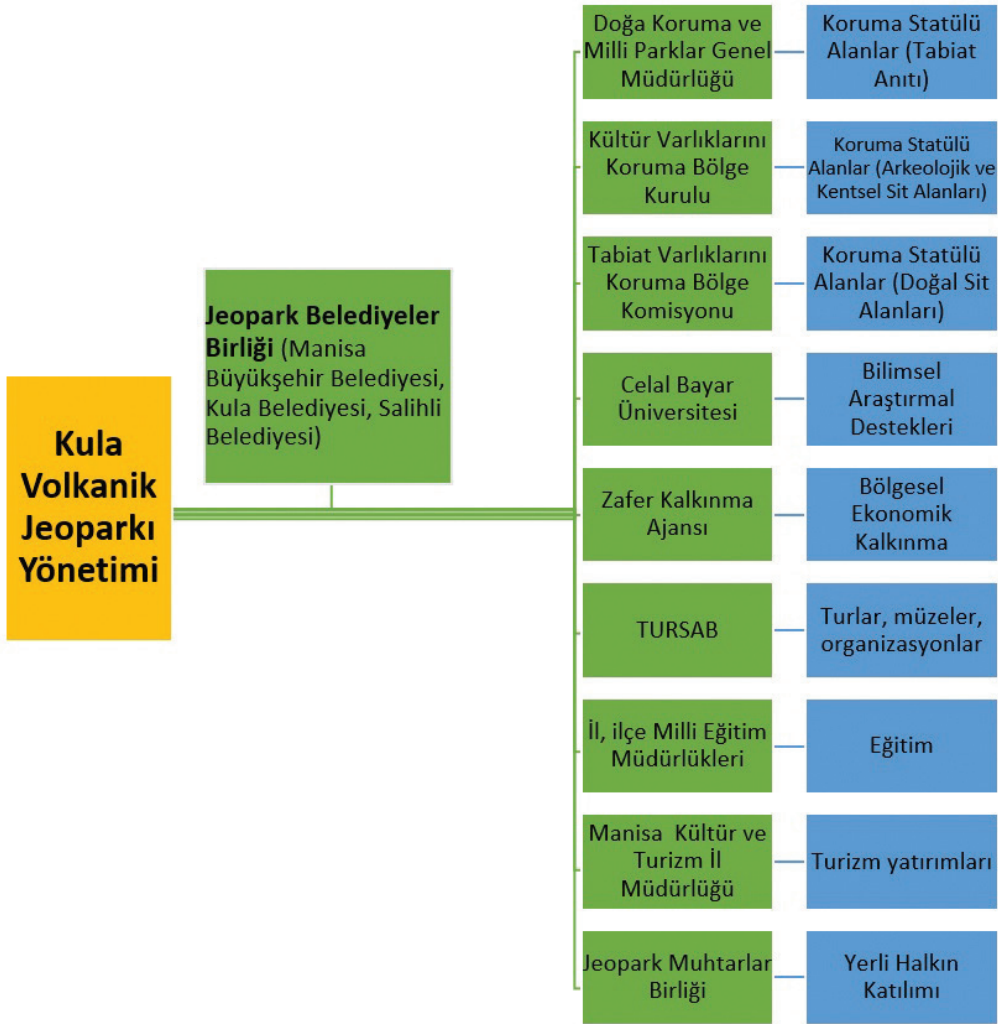 Kula
Volkanik
Jeoparkı
Yönetimi
Jeopark Belediyeler
Birliği (Manisa
Büyükşehir Belediyesi,
Kula Belediyesi, Salihli
Belediyesi)
Doğa Koruma ve
Milli Parklar Genel
Müdürlüğü
Koruma Statülü
Alanlar (Tabiat
Anıtı)
Kültür Varlıklarını
Koruma Bölge
Kurulu
Koruma Statülü
Alanlar (Arkeolojik ve
Kentsel Sit Alanları)
Tabiat Varlıklarını
Koruma Bölge
Komisyonu
Koruma Statülü
Alanlar (Doğal Sit
Alanları)
Celal Bayar
Üniversitesi
Bilimsel
Araştırmal
Destekleri
Zafer Kalkınma
Ajansı
Bölgesel
Ekonomik
Kalkınma
TURSAB
Turlar, müzeler,
organizasyonlar
İl, ilçe Milli Eğitim
Müdürlükleri
Eğitim
Manisa Kültür ve
Turizm İl
Müdürlüğü
Turizm yatırımları
Jeopark Muhtarlar
Birliği
Yerli Halkın
Katılımı